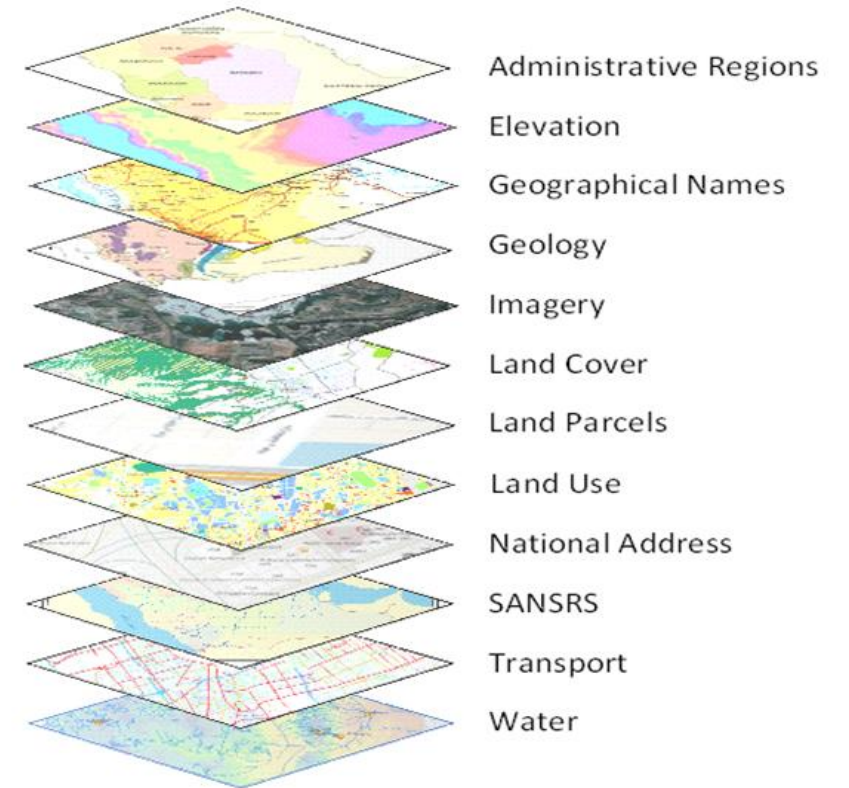 Administrative Regions
Elevation
Geographical Names
Geology
Imagery
Land Cover
Land Parcels
Land Use
National Address
SANSRS
Transport
Water